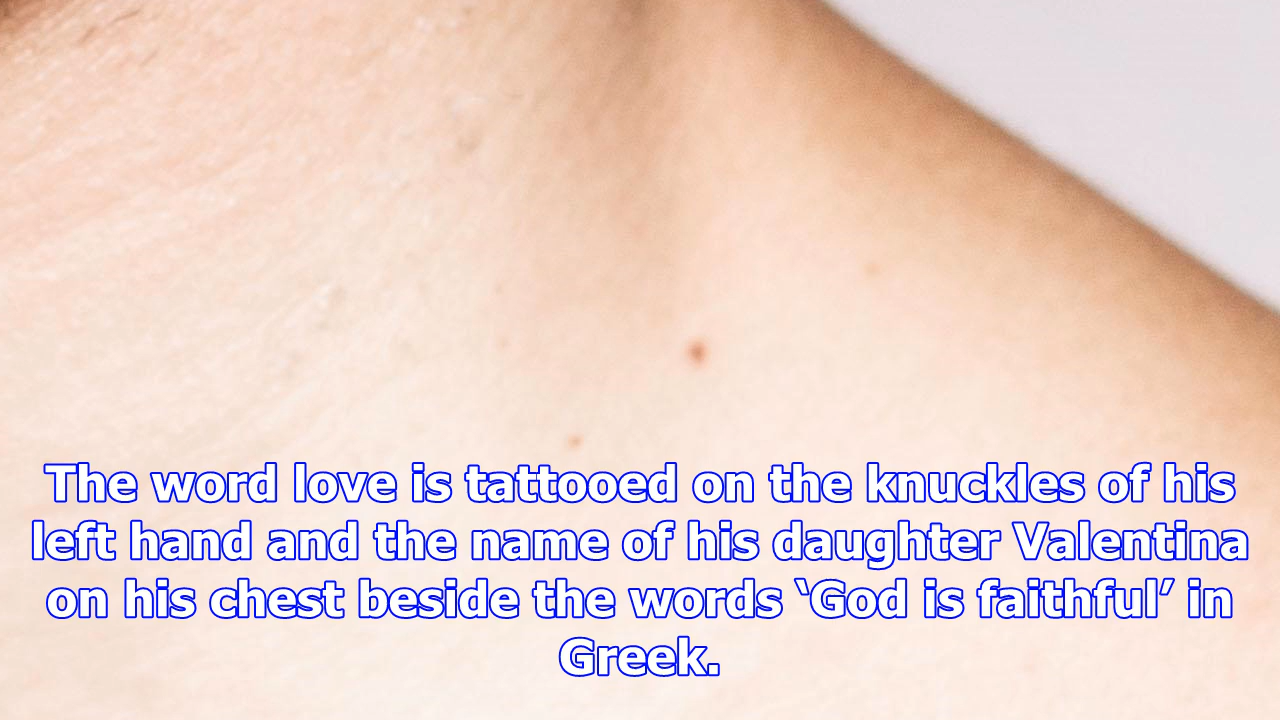 The word love is tattooed on the knuckles of his
left hand and the name of his daughter Valentina
on his chest beside the words ‘God is faithful’ in
Greek.